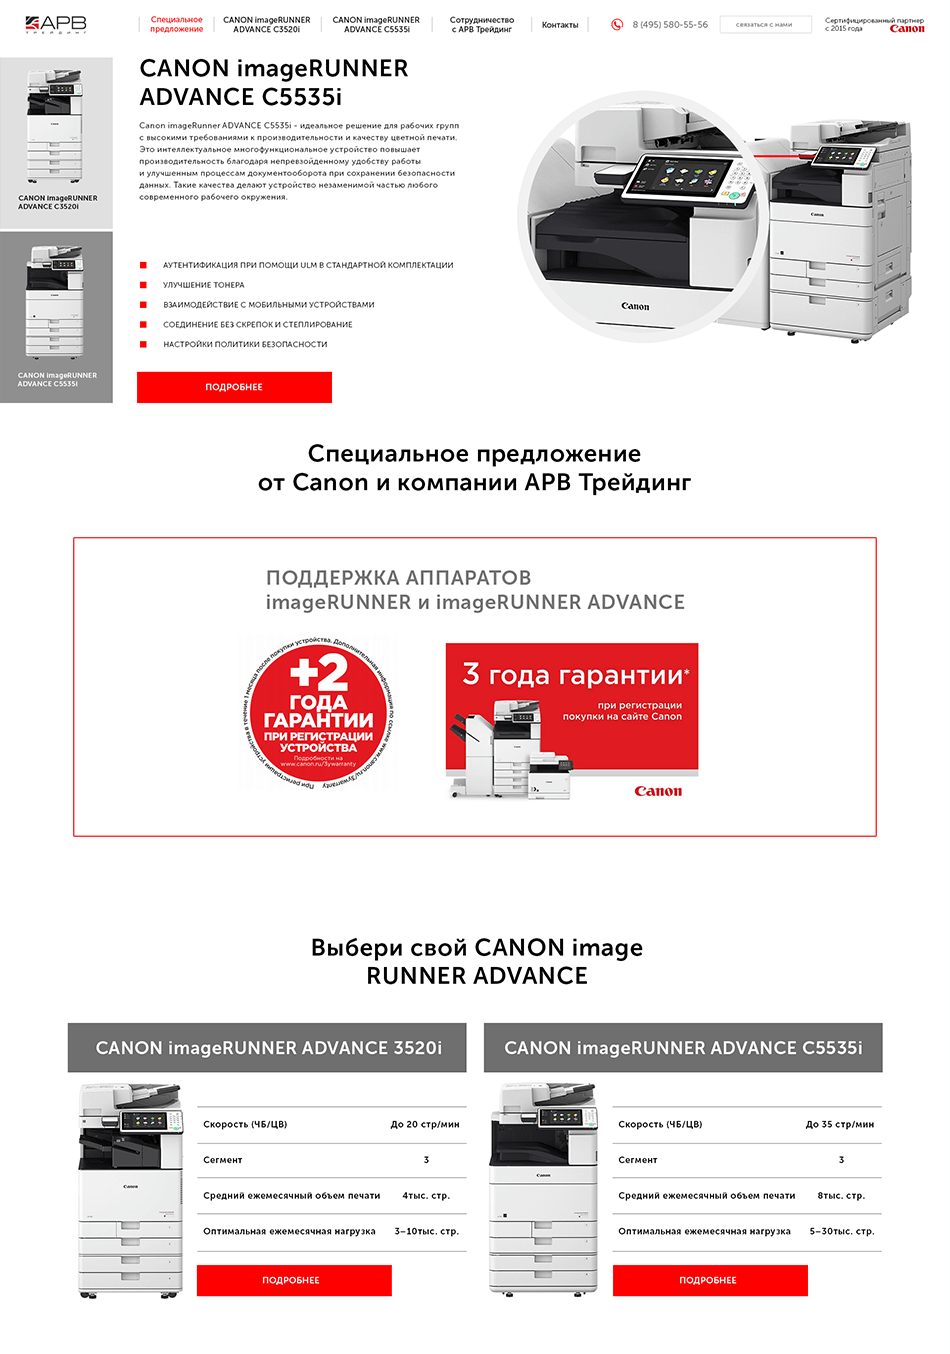 АРВ
ТРЕЙДИНГ
Специальное
предложение
CANON imageRUNNER
ADVANCE C3520i
CANON imageRUNNER
ADVANCE C5535i
Сотрудничество
с АРВ Трейдинг
Контакты
8 (495) 580-55-56
связаться с нами
Сертифицированный партнер
с 2015 года Canon
CANON imageRUNNER
ADVANCE C3520i
CANON imageRUNNER
ADVANCE C5535i
CANON imageRUNNER
ADVANCE C5535i
Canon imageRunner ADVANCE C5535i - идеальное решение для рабочих групп
с высокими требованиями к производительности и качеству цветной печати.
Это интеллектуальное многофункциональное устройство повышает
производительность благодаря непревзойденному удобству работы
и улучшенным процессам документооборота при сохранении безопасности
данных. Такие качества делают устройство незаменимой частью любого
современного рабочего окружения.
АУТЕНТИФИКАЦИЯ ПРИ ПОМОЩИ ULM В СТАНДАРТНОЙ КОМПЛЕКТАЦИИ
УЛУЧШЕНИЕ ТОНЕРА
ВЗАИМОДЕЙСТВИЕ С МОБИЛЬНЫМИ УСТРОЙСТВАМИ
СОЕДИНЕНИЕ БЕЗ СКРЕПОК И СТЕПЛИРОВАНИЕ
НАСТРОЙКИ ПОЛИТИКИ БЕЗОПАСНОСТИ
ПОДРОБНЕЕ
Canon
Canon
Специальное предложение
от Canon и компании АРВ Трейдинг
ПОДДЕРЖКА АППАРАТОВ
imageRUNNER и imageRUNNER ADVANCE
При регистрации устройства в течение 1 месяца после покупки устройства. Дополнительная информация по ссылке www.canon.ru/3ywarranty
+2
ГОДА
ГАРАНТИИ
ПРИ РЕГИСТРАЦИИ
УСТРОЙСТВА
Подробности на
www.canon.ru/3ywarranty
3 года гарантии*
при регистрации
покупки на сайте Canon
Canon
Выбери свой CANON image
RUNNER ADVANCE
CANON imageRUNNER ADVANCE 3520i
Canon
Скорость (ЧБ/ЦВ) До 20 стр/мин
Сегмент 3
Средний ежемесячный объем печати 4тыс. стр.
Оптимальная ежемесячная нагрузка 3–10тыс. стр.
ПОДРОБНЕЕ
CANON imageRUNNER ADVANCE C5535i
Canon
Скорость (ЧБ/ЦВ) До 35 стр/мин
Сегмент 3
Средний ежемесячный объем печати 8тыс. стр.
Оптимальная ежемесячная нагрузка 5–30тыс. стр.
ПОДРОБНЕЕ